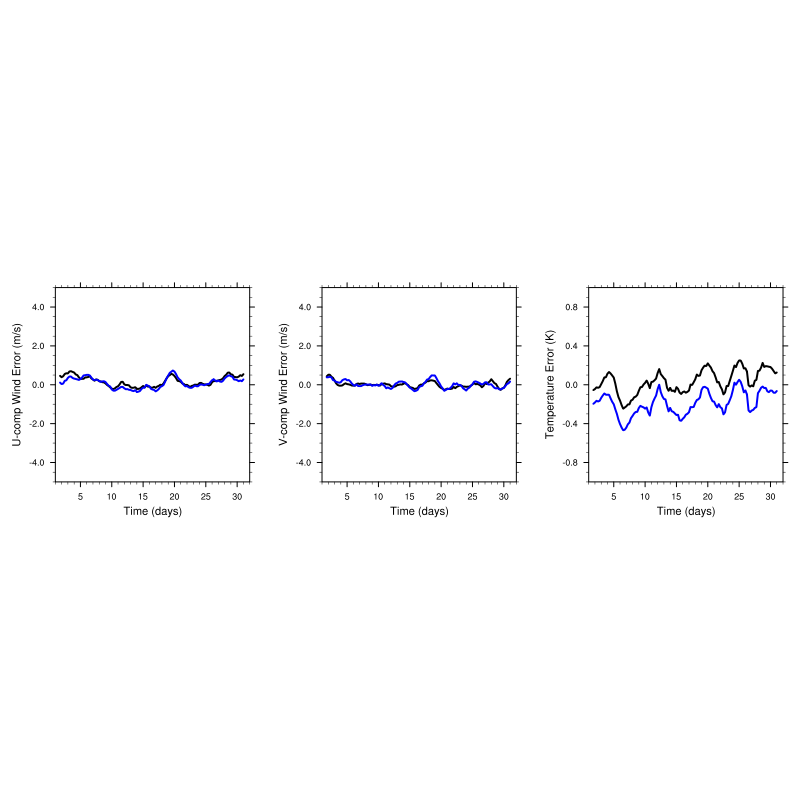 U-comp Wind Error (m/s)
4.0
2.0
0.0
-2.0
-4.0
5 10 15 20 25 30
Time (days)
V-comp Wind Error (m/s)
4.0
2.0
0.0
-2.0
-4.0
5 10 15 20 25 30
Time (days)
Temperature Error (K)
0.8
0.4
0.0
-0.4
-0.8
5 10 15 20 25 30
Time (days)